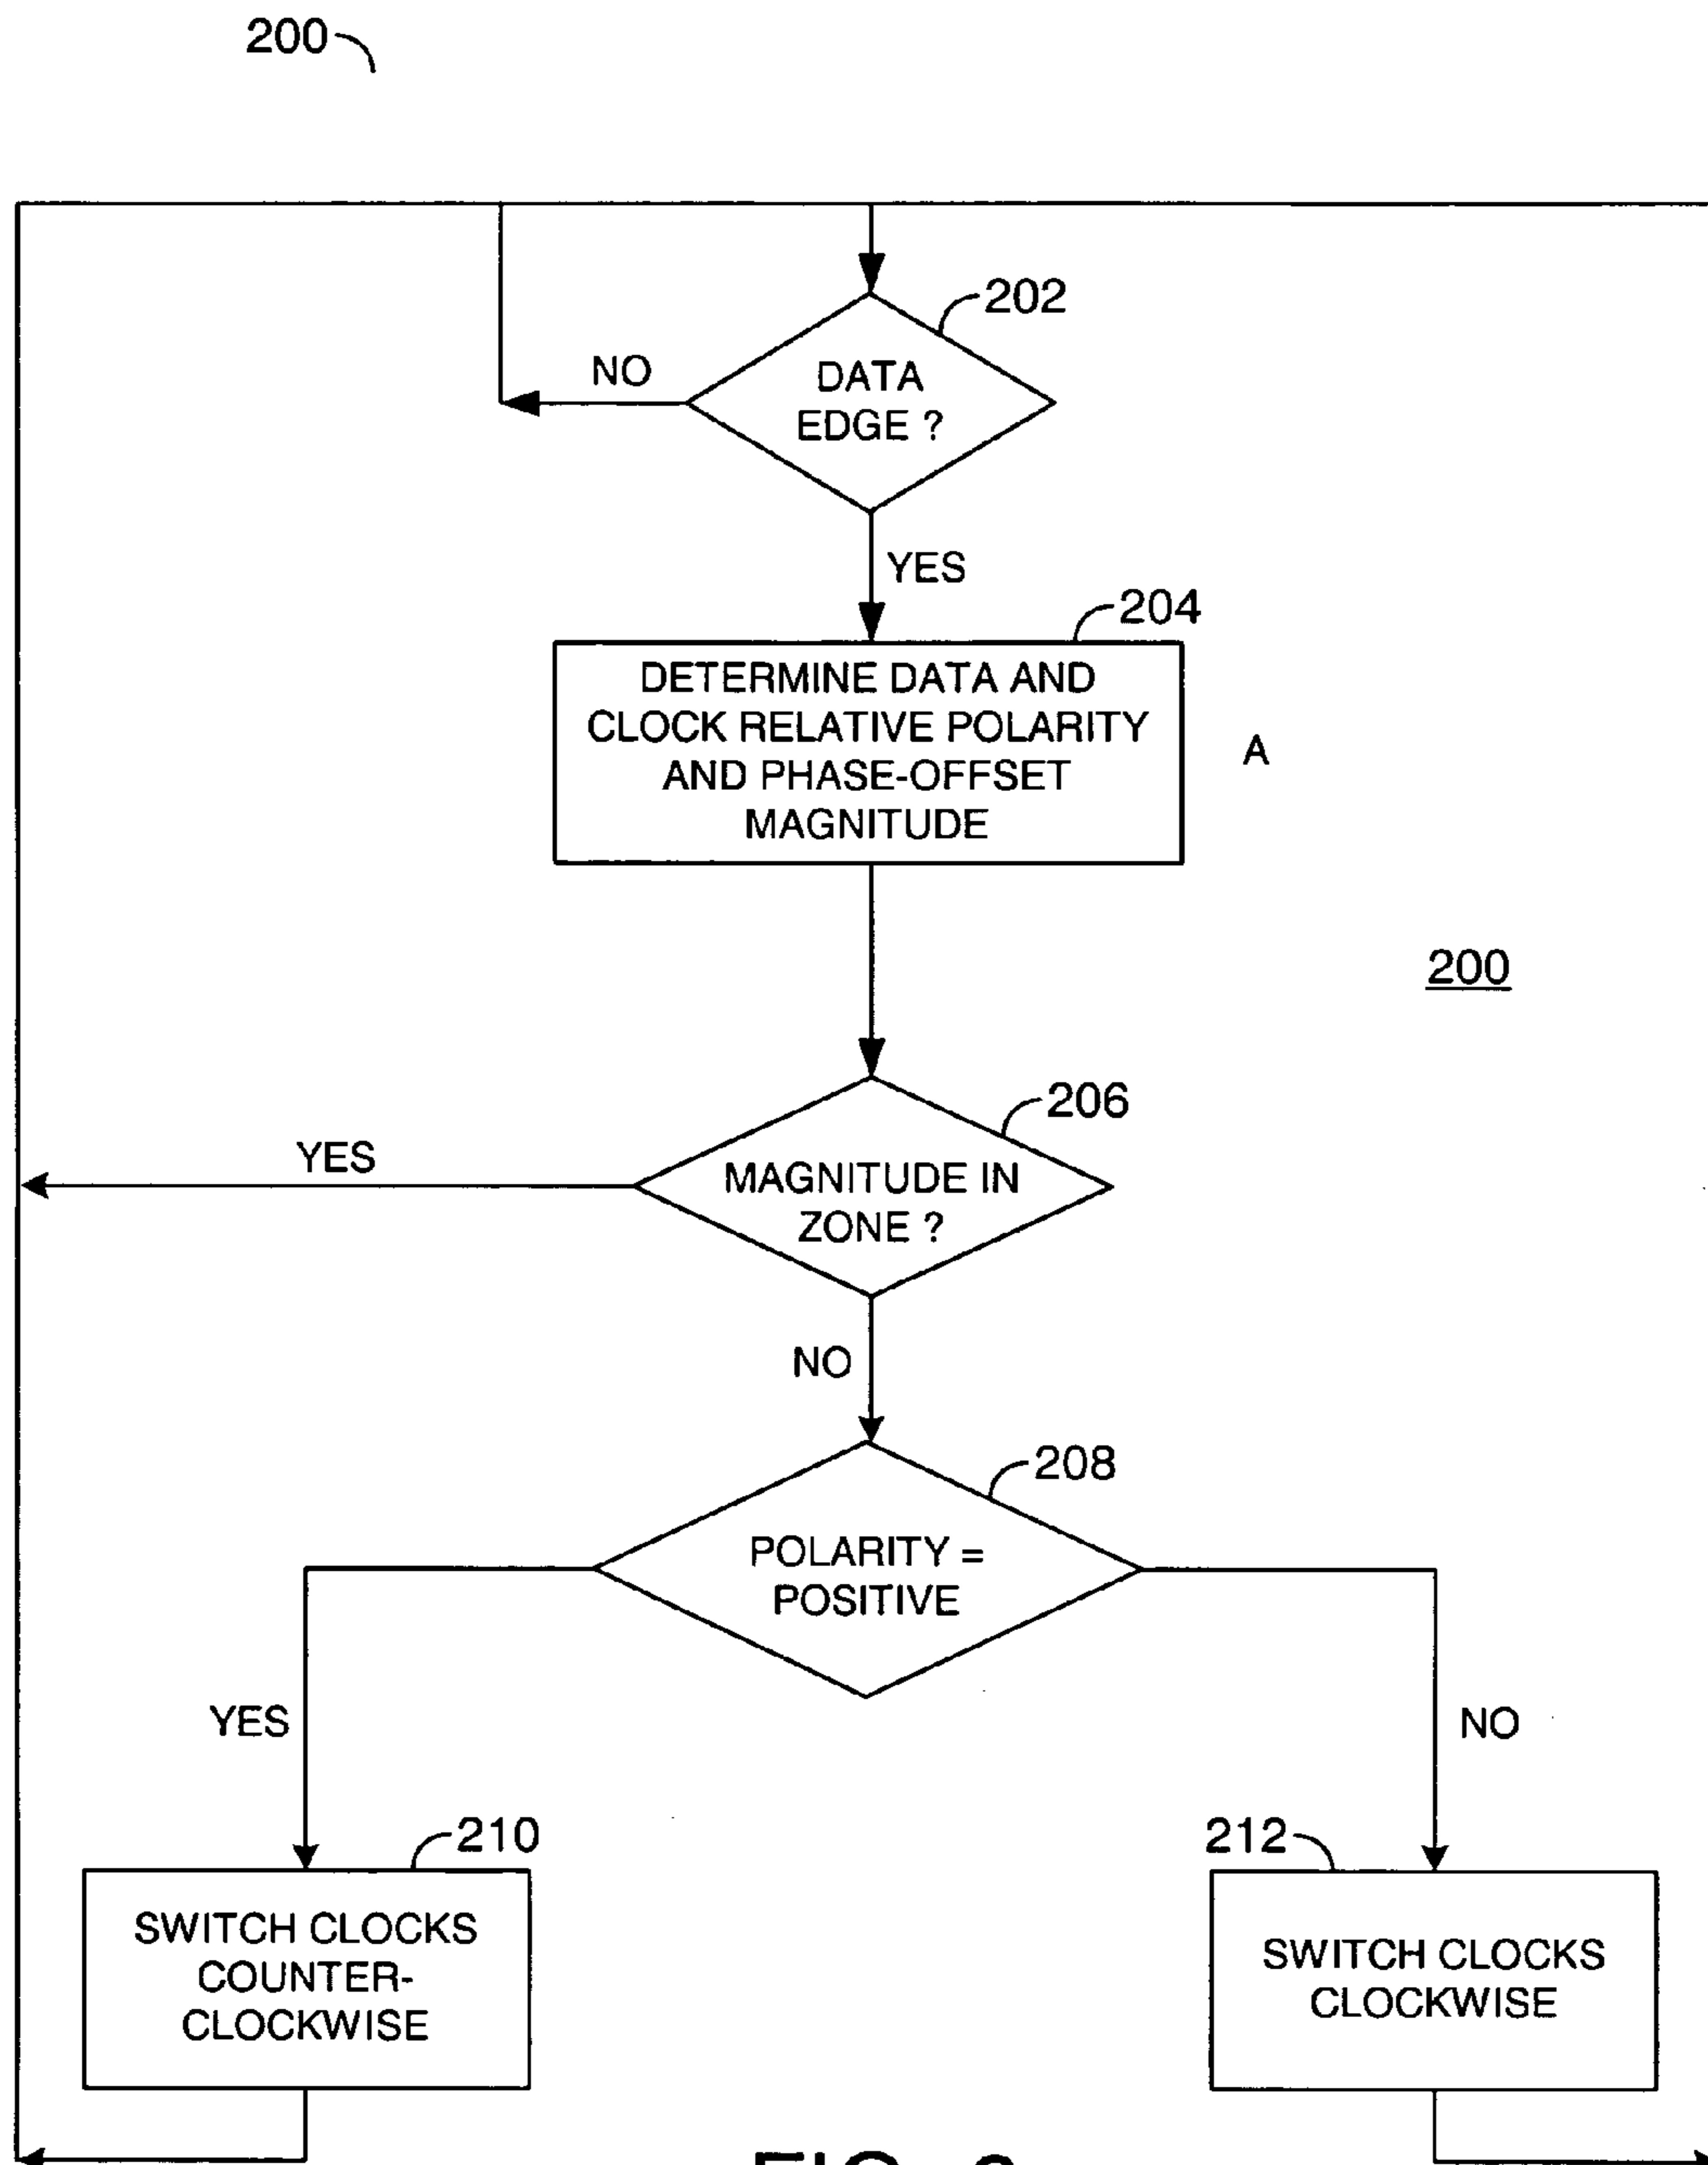 200
202
DATA
EDGE ?
NO
YES
204
DETERMINE DATA AND
CLOCK RELATIVE POLARITY
AND PHASE-OFFSET
MAGNITUDE
A
200
206
MAGNITUDE IN
ZONE ?
YES
NO
208
POLARITY =
POSITIVE
YES
NO
210
SWITCH CLOCKS
COUNTER-
CLOCKWISE
212
SWITCH CLOCKS
CLOCKWISE
FIG.